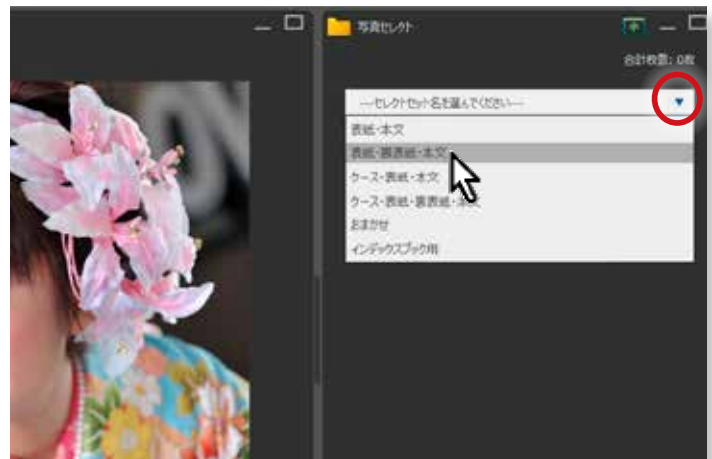 写真セレクト
合計枚数: 0枚
---セレクトセット名を選んでください---
表紙・本文
表紙・裏表紙・本文
ケース・表紙・本文
ケース・表紙・裏表紙・本文
おまかせ
インデックスブック用